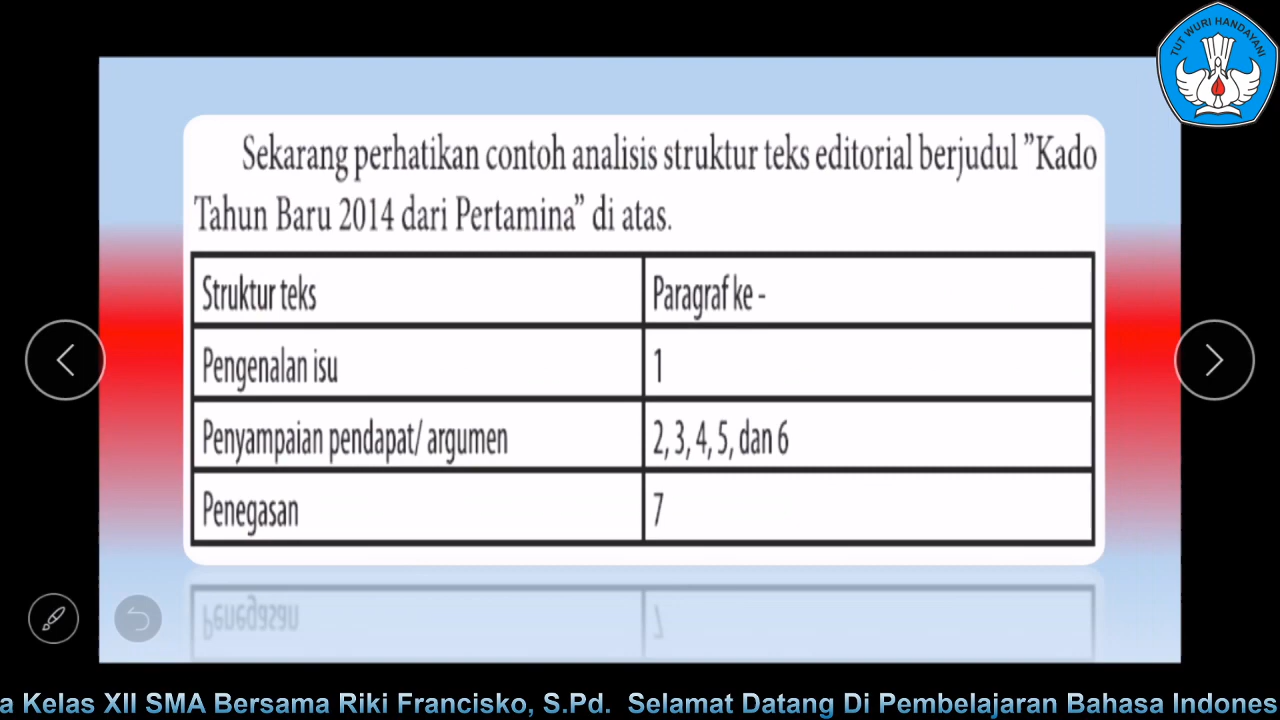 TUT WURI HANDAYANI
Sekarang perhatikan contoh analisis struktur teks editorial berjudul ”Kado
Tahun Baru 2014 dari Pertamina” di atas.
Struktur teks Paragraf ke -
Pengenalan isu 1
Penyampaian pendapat/ argumen 2, 3, 4, 5, dan 6
Penegasan 7
a Kelas XII SMA Bersama Riki Francisko, S.Pd. Selamat Datang Di Pembelajaran Bahasa Indones